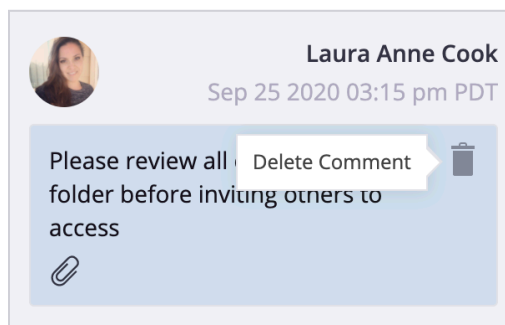 Laura Anne Cook
Sep 25 2020 03:15 pm PDT
Please review all
Delete Comment
folder before inviting others to
access